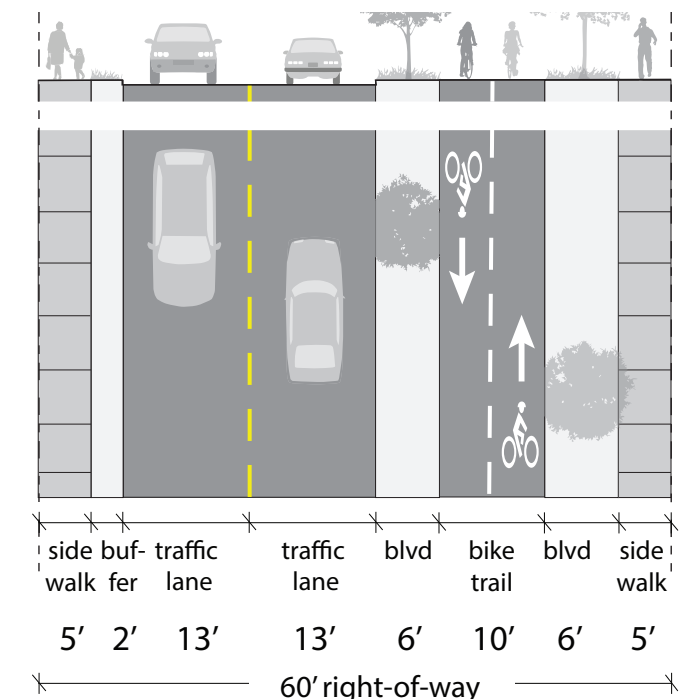 side buf- traffic traffic blvd bike blvd side
walk fer lane lane trail walk
5’ 2’ 13’ 13’ 6’ 10’ 6’ 5’
60’ right-of-way